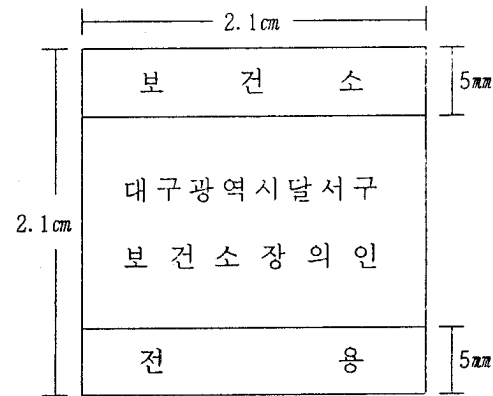 2.1cm
보 건 소
5mm
대구광역시달서구
2.1cm
보건소장의인
전 용
5mm